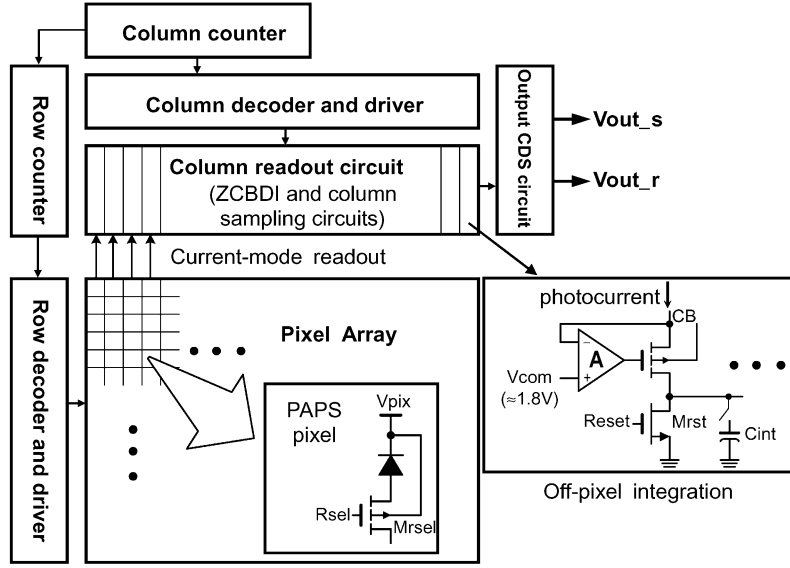 Column counter
Row counter
Column decoder and driver
Output CDS circuit
Vout_s
Vout_r
Column readout circuit
(ZCBDI and column
sampling circuits)
Current-mode readout
Row decoder and driver
Pixel Array
PAPS
pixel
Vpix
Rsel
Mrsel
photocurrent
CB
−
A
+
Vcom
(≈1.8V)
Reset
Mrst
Cint
Off-pixel integration